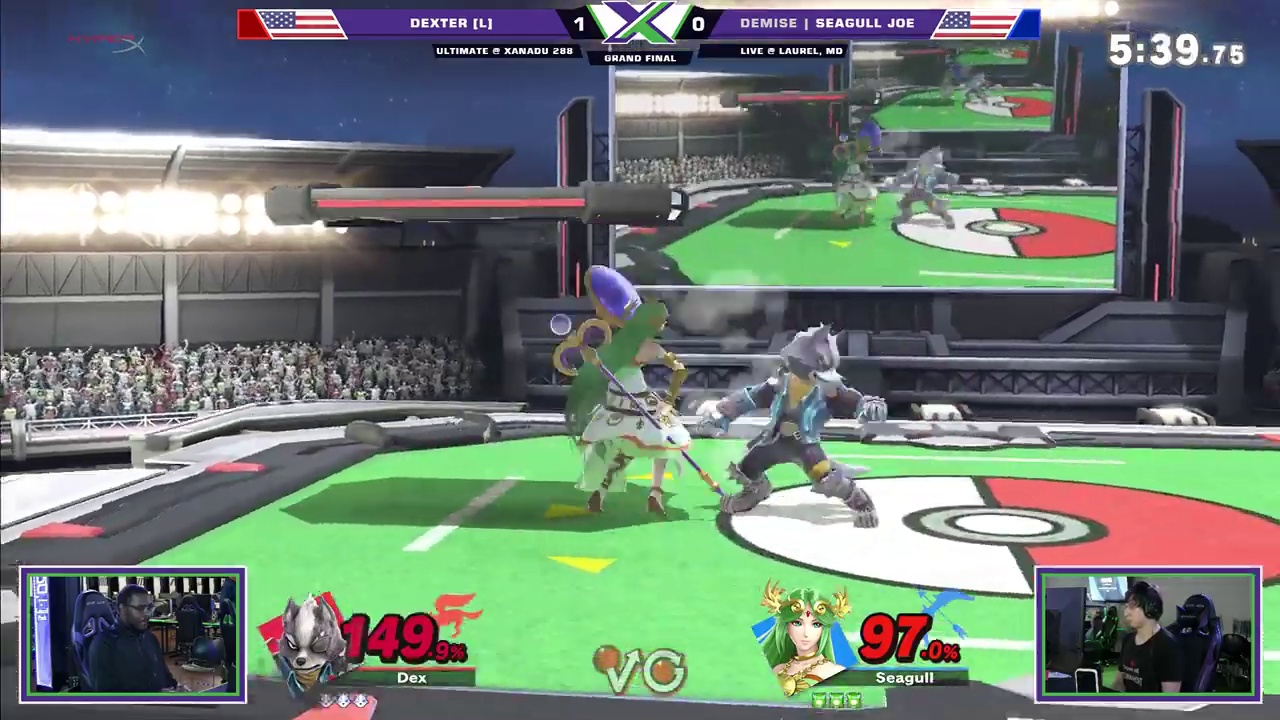 DEXTER [L]
1
0
DEMISE | SEAGULL JOE
ULTIMATE @ XANADU 288
GRAND FINAL
LIVE @ LAUREL, MD
5:39.75
149.9%
Dex
97.0%
Seagull